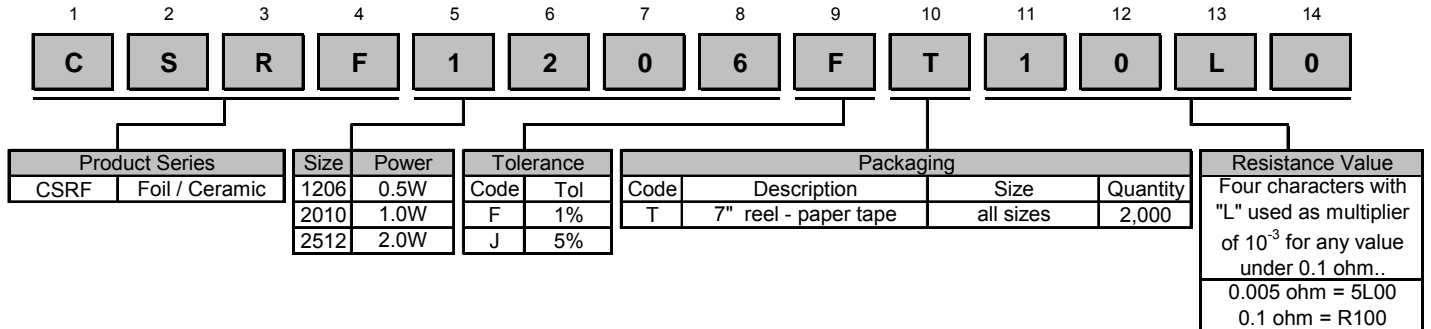 1 2 3 4 5 6 7 8 9 10 11 12 13 14
C S R F 1 2 0 6 F T 1 0 L 0
Product Series
CSRF Foil / Ceramic
Size Power
1206 0.5W
2010 1.0W
2512 2.0W
Tolerance
Code Tol
F 1%
J 5%
Packaging
Code Description Size Quantity
T 7" reel - paper tape all sizes 2,000
Resistance Value
Four characters with
"L" used as multiplier
of 10⁻³ for any value
under 0.1 ohm..
0.005 ohm = 5L00
0.1 ohm = R100